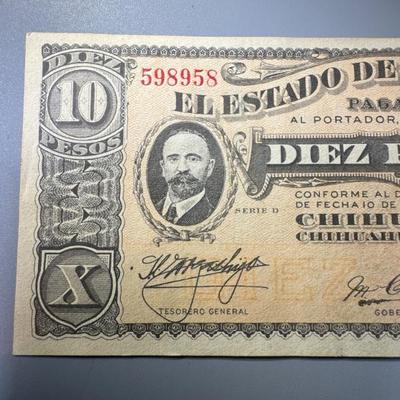 DIEZ
10
PESOS
598958
EL ESTADO DE
PAGA
AL PORTADOR,
DIEZ P
CONFORME AL D
DE FECHA 10 DE
SERIE D
CHIHU
CHIHUAHU
X
TESORERO GENERAL
GOBE